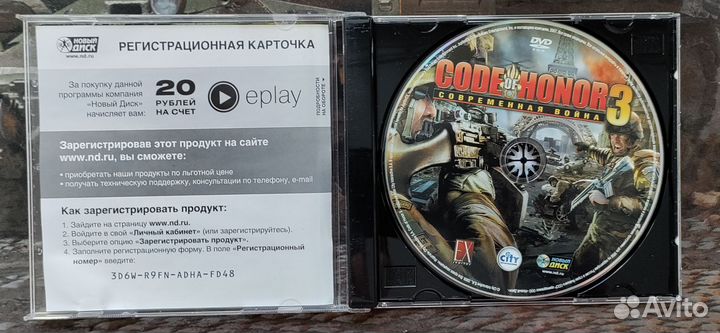 НОВЫЙ
ДИСК
www.nd.ru
РЕГИСТРАЦИОННАЯ КАРТОЧКА
За покупку данной
программы компания
«Новый Диск»
начисляет вам:
20
РУБЛЕЙ
НА СЧЕТ
eplay
ПОДРОБНОСТИ
НА ОБОРОТЕ
Зарегистрировав этот продукт на сайте
www.nd.ru, вы сможете:
• приобретать наши продукты по льготной цене
• получать техническую поддержку, консультации по телефону, e-mail
Как зарегистрировать продукт:
1. Зайдите на страницу www.nd.ru.
2. Войдите в свой «Личный кабинет» (или зарегистрируйтесь).
3. Выберите опцию «Зарегистрировать продукт».
4. Заполните регистрационную форму. В поле «Регистрационный
номер» введите:
3D6W-R9FN-ADHA-FD48
DVD
CODE OF HONOR 3
СОВРЕМЕННАЯ ВОЙНА
CITY
НОВЫЙ
ДИСК
Avito